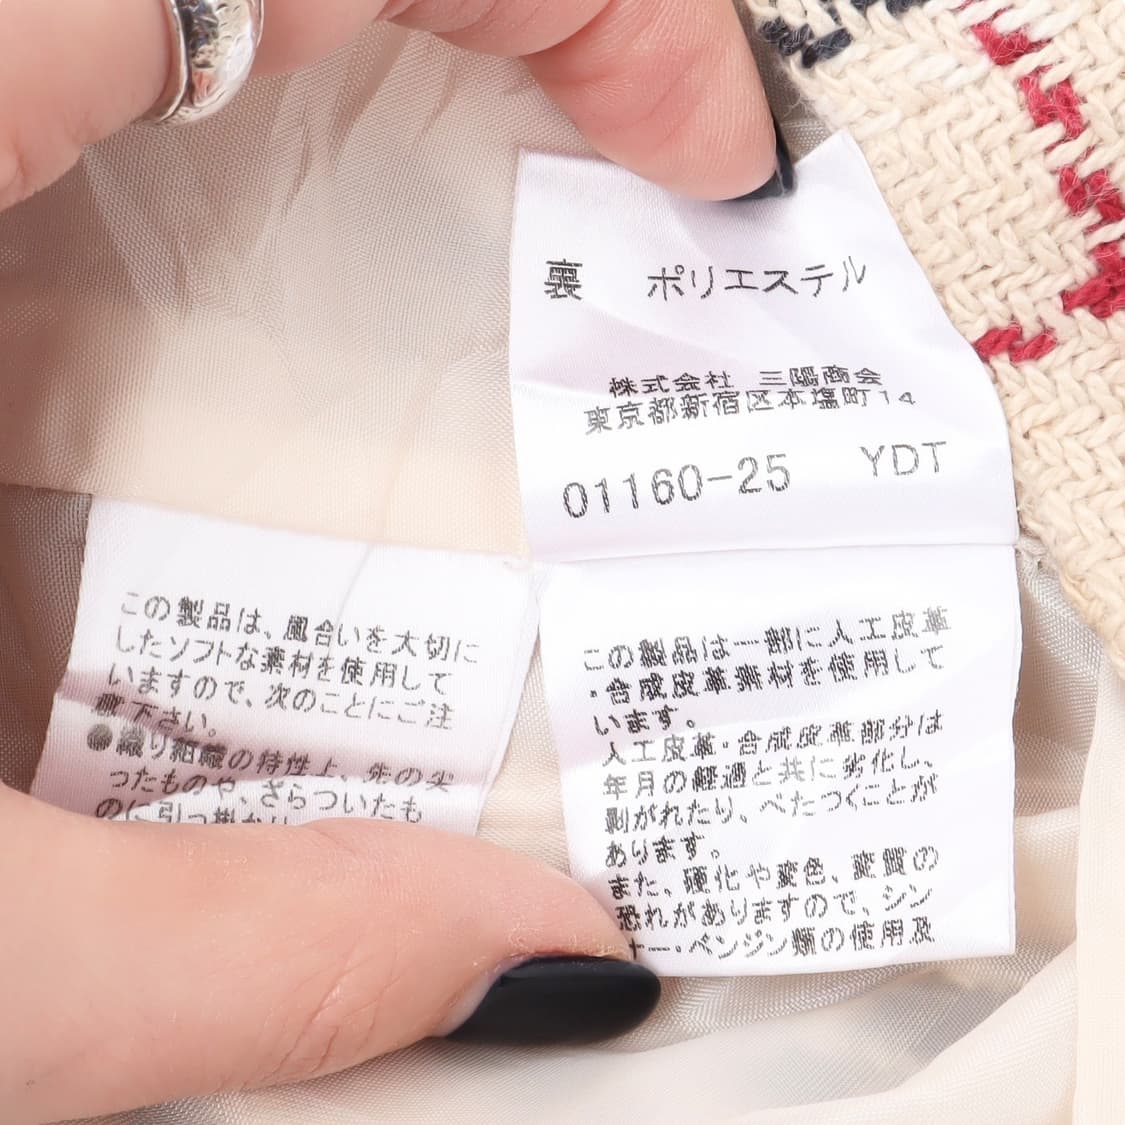 裏 ポリエステル
株式会社 三陽商会
東京都新宿区本塩町14
01160-25 YDT
この製品は、風合いを大切に
したソフトな素材を使用して
いますので、次のことにご注
意下さい。
●織り組織の特性上、先の尖
ったものや、ざらついたも
のに引っ掛かり
この製品は一部に人工皮革
・合成皮革素材を使用して
います。
人工皮革・合成皮革部分は
年月の経過と共に劣化し、
剥がれたり、べたつくことが
あります。
また、硬化や変色、変質の
恐れがありますので、シン
ナー・ベンジン類の使用及